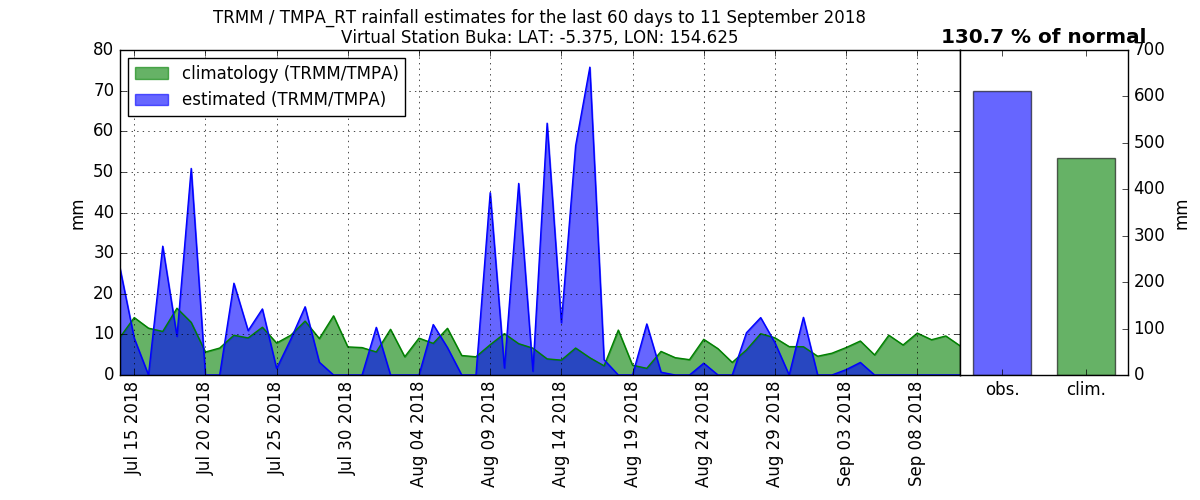 TRMM / TMPA_RT rainfall estimates for the last 60 days to 11 September 2018
Virtual Station Buka: LAT: -5.375, LON: 154.625
130.7 % of normal
climatology (TRMM/TMPA)
estimated (TRMM/TMPA)
mm
80
70
60
50
40
30
20
10
0
Jul 15 2018
Jul 20 2018
Jul 25 2018
Jul 30 2018
Aug 04 2018
Aug 09 2018
Aug 14 2018
Aug 19 2018
Aug 24 2018
Aug 29 2018
Sep 03 2018
Sep 08 2018
obs.
clim.
700
600
500
400
300
200
100
0
mm